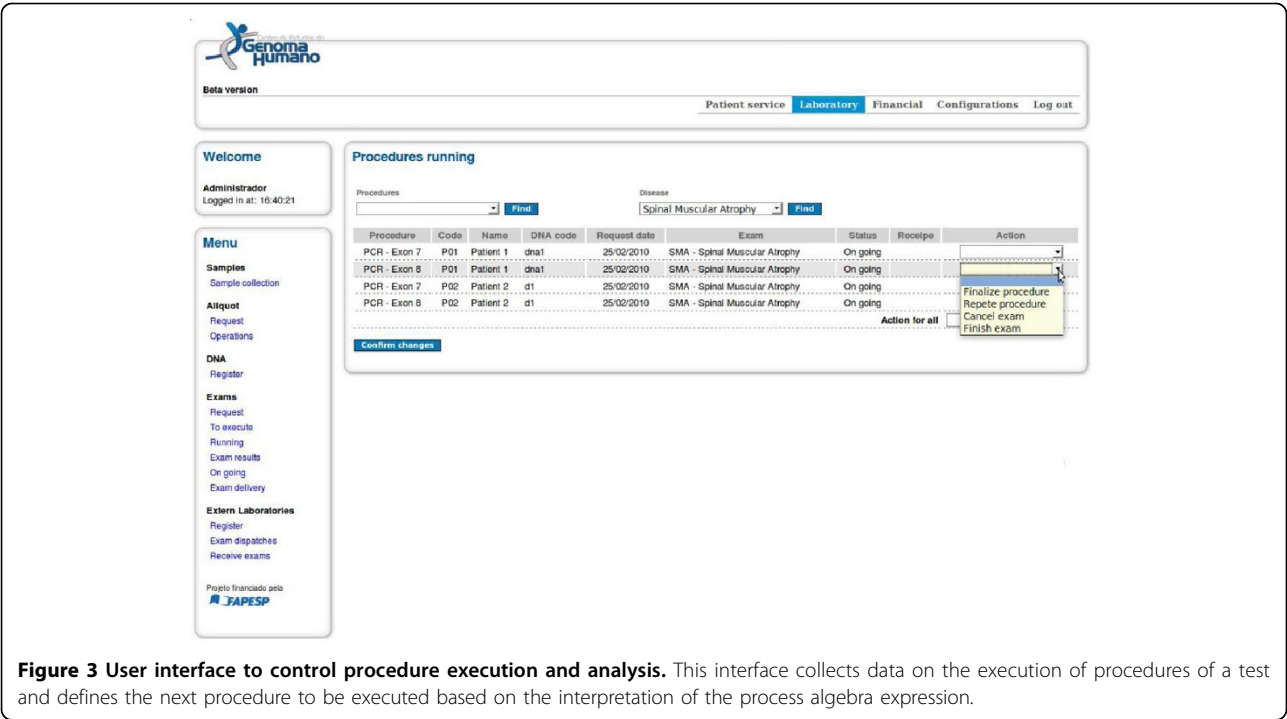 Centro de Estudos do
Genoma
Humano
Beta version
Patient service Laboratory Financial Configurations Log out
Welcome
Administrador
Logged in at: 16:40:21
Menu
Samples
Sample collection
Aliquot
Request
Operations
DNA
Register
Exams
Request
To execute
Running
Exam results
On going
Exam delivery
Extern Laboratories
Register
Exam dispatches
Receive exams
Projeto financiado pela
FAPESP
Procedures running
Procedures Disease
Find Spinal Muscular Atrophy Find
Procedure Code Name DNA code Request date Exam Status Receipe Action
PCR - Exon 7 P01 Patient 1 dna1 25/02/2010 SMA - Spinal Muscular Atrophy On going
PCR - Exon 8 P01 Patient 1 dna1 25/02/2010 SMA - Spinal Muscular Atrophy On going
PCR - Exon 7 P02 Patient 2 d1 25/02/2010 SMA - Spinal Muscular Atrophy On going
PCR - Exon 8 P02 Patient 2 d1 25/02/2010 SMA - Spinal Muscular Atrophy On going
Finalize procedure
Repete procedure
Cancel exam
Finish exam
Action for all
Confirm changes
Figure 3 User interface to control procedure execution and analysis. This interface collects data on the execution of procedures of a test
and defines the next procedure to be executed based on the interpretation of the process algebra expression.